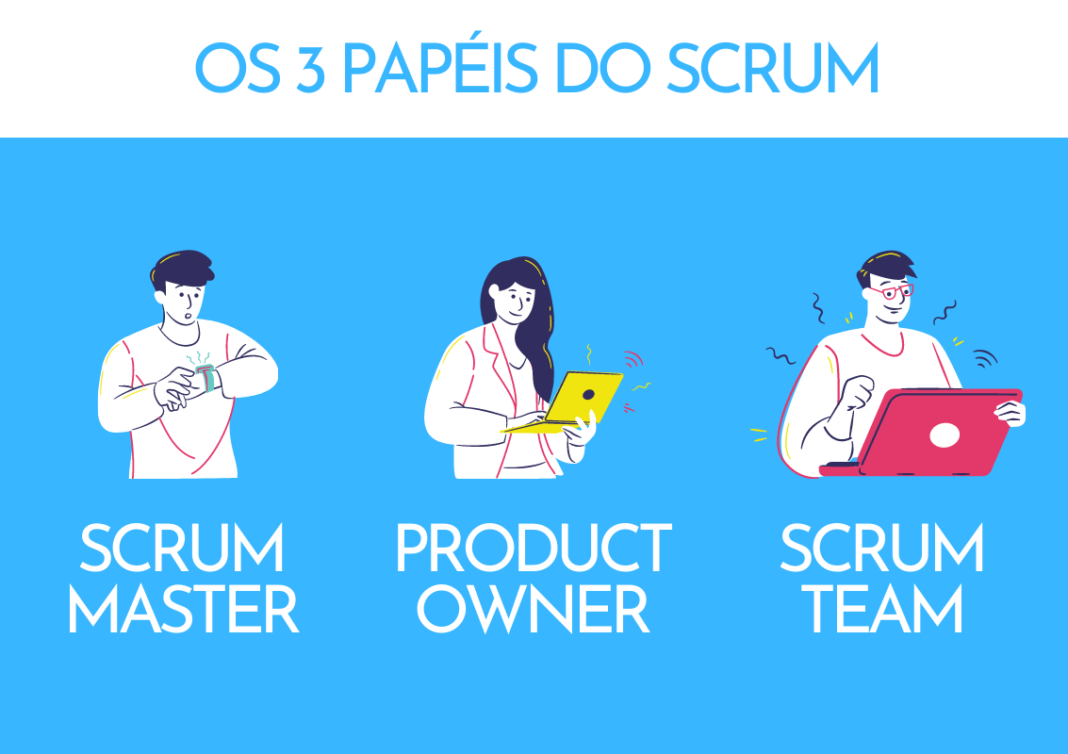 OS 3 PAPÉIS DO SCRUM
SCRUM
MASTER
PRODUCT
OWNER
SCRUM
TEAM